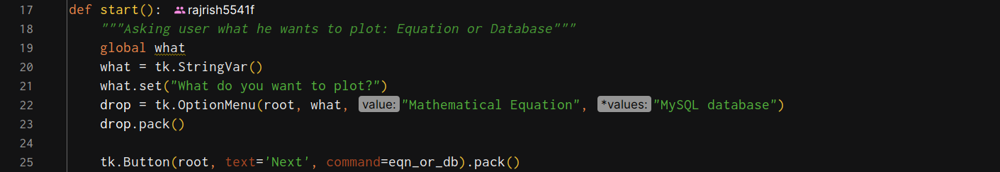 17 def start(): rajrish5541f
18 """Asking user what he wants to plot: Equation or Database"""
19 global what
20 what = tk.StringVar()
21 what.set("What do you want to plot?")
22 drop = tk.OptionMenu(root, what, value: "Mathematical Equation", *values: "MySQL database")
23 drop.pack()
24
25 tk.Button(root, text='Next', command=eqn_or_db).pack()